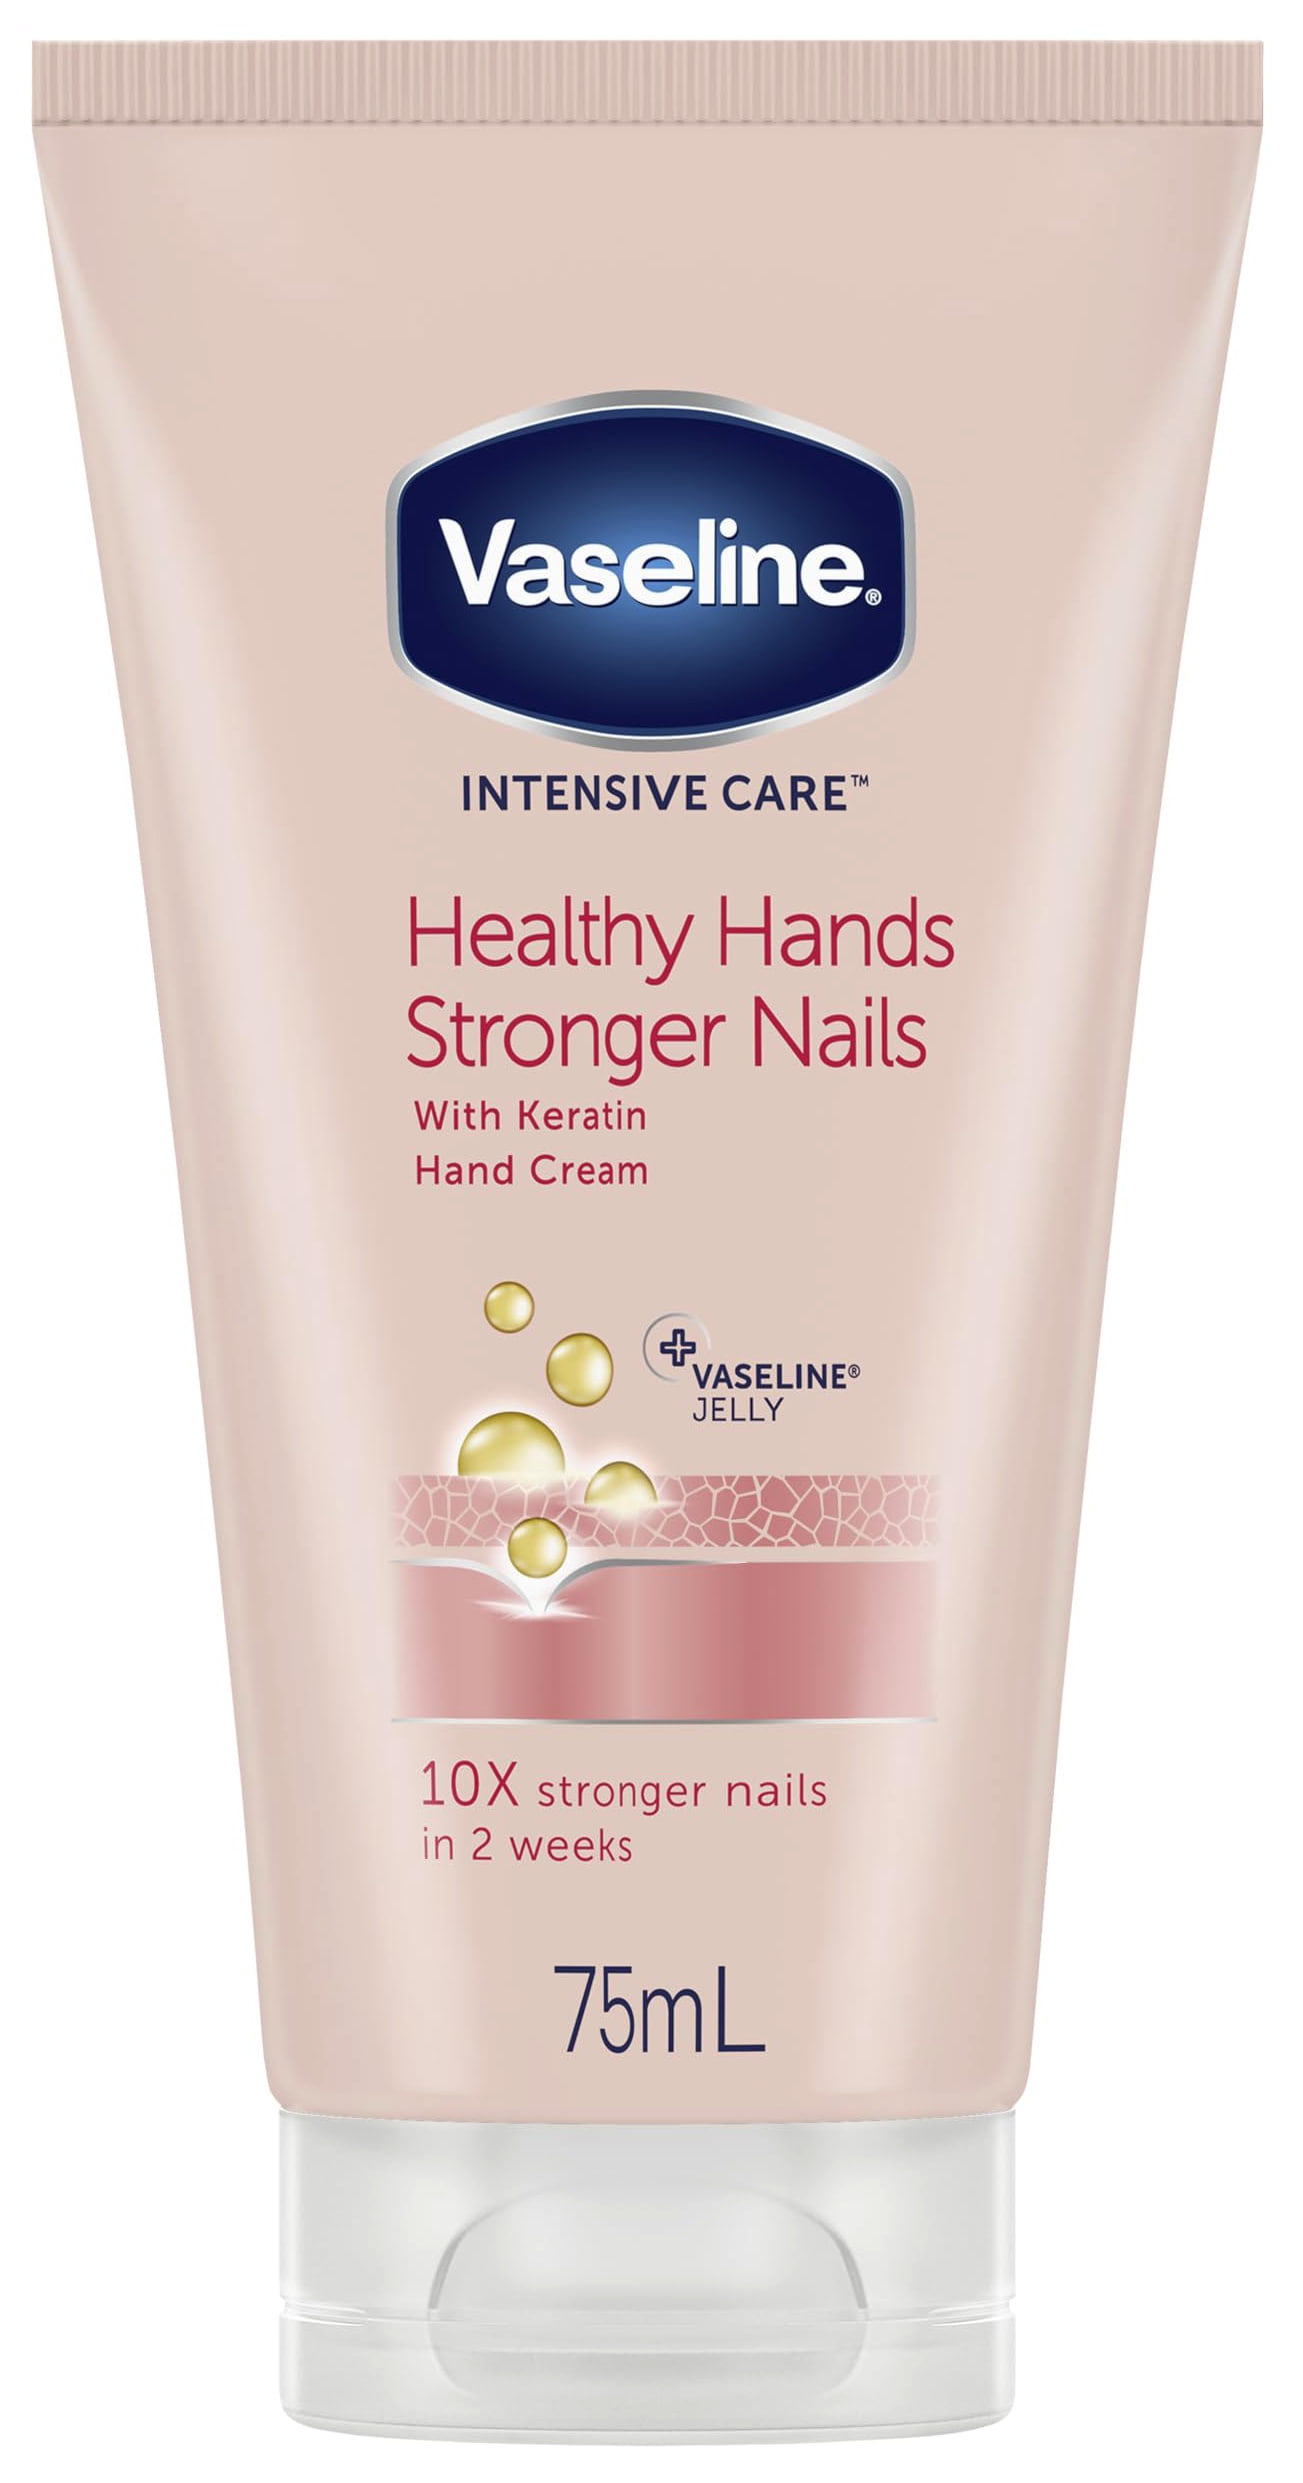 Vaseline®
INTENSIVE CARE™
Healthy Hands
Stronger Nails
With Keratin
Hand Cream
VASELINE®
JELLY
10X stronger nails
in 2 weeks
75mL